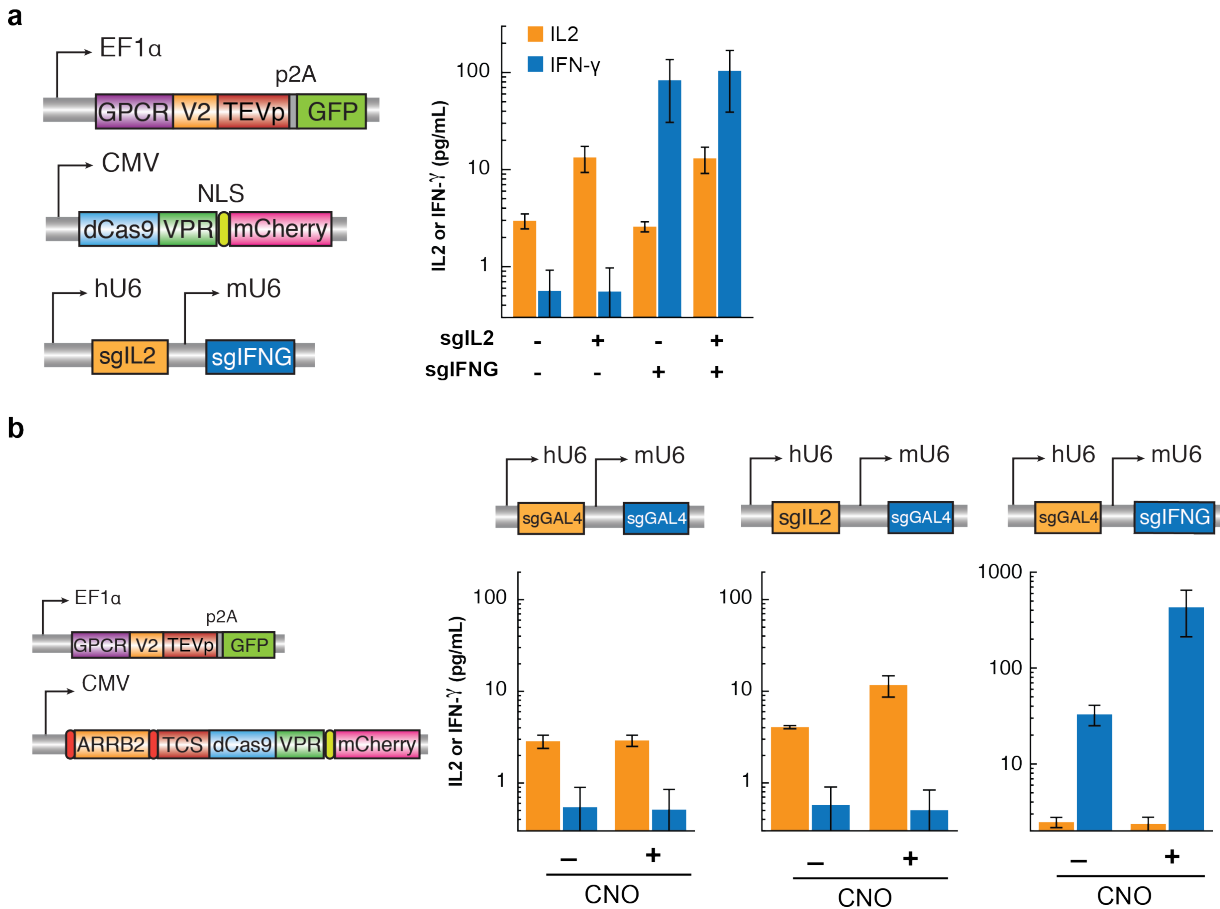 a
EF1α
p2A
GPCR V2 TEVp GFP
CMV
NLS
dCas9 VPR mCherry
hU6 mU6
sgIL2 sgIFNG
IL2
IFN-γ
IL2 or IFN-γ (pg/mL)
100
10
1
sgIL2 - + - +
sgIFNG - - + +
b
hU6 mU6
sgGAL4 sgGAL4
hU6 mU6
sgIL2 sgGAL4
hU6 mU6
sgGAL4 sgIFNG
EF1α
p2A
GPCR V2 TEVp GFP
CMV
ARRB2 TCS dCas9 VPR mCherry
IL2 or IFN-γ (pg/mL)
100
10
1
– +
CNO
100
10
1
– +
CNO
1000
100
10
– +
CNO